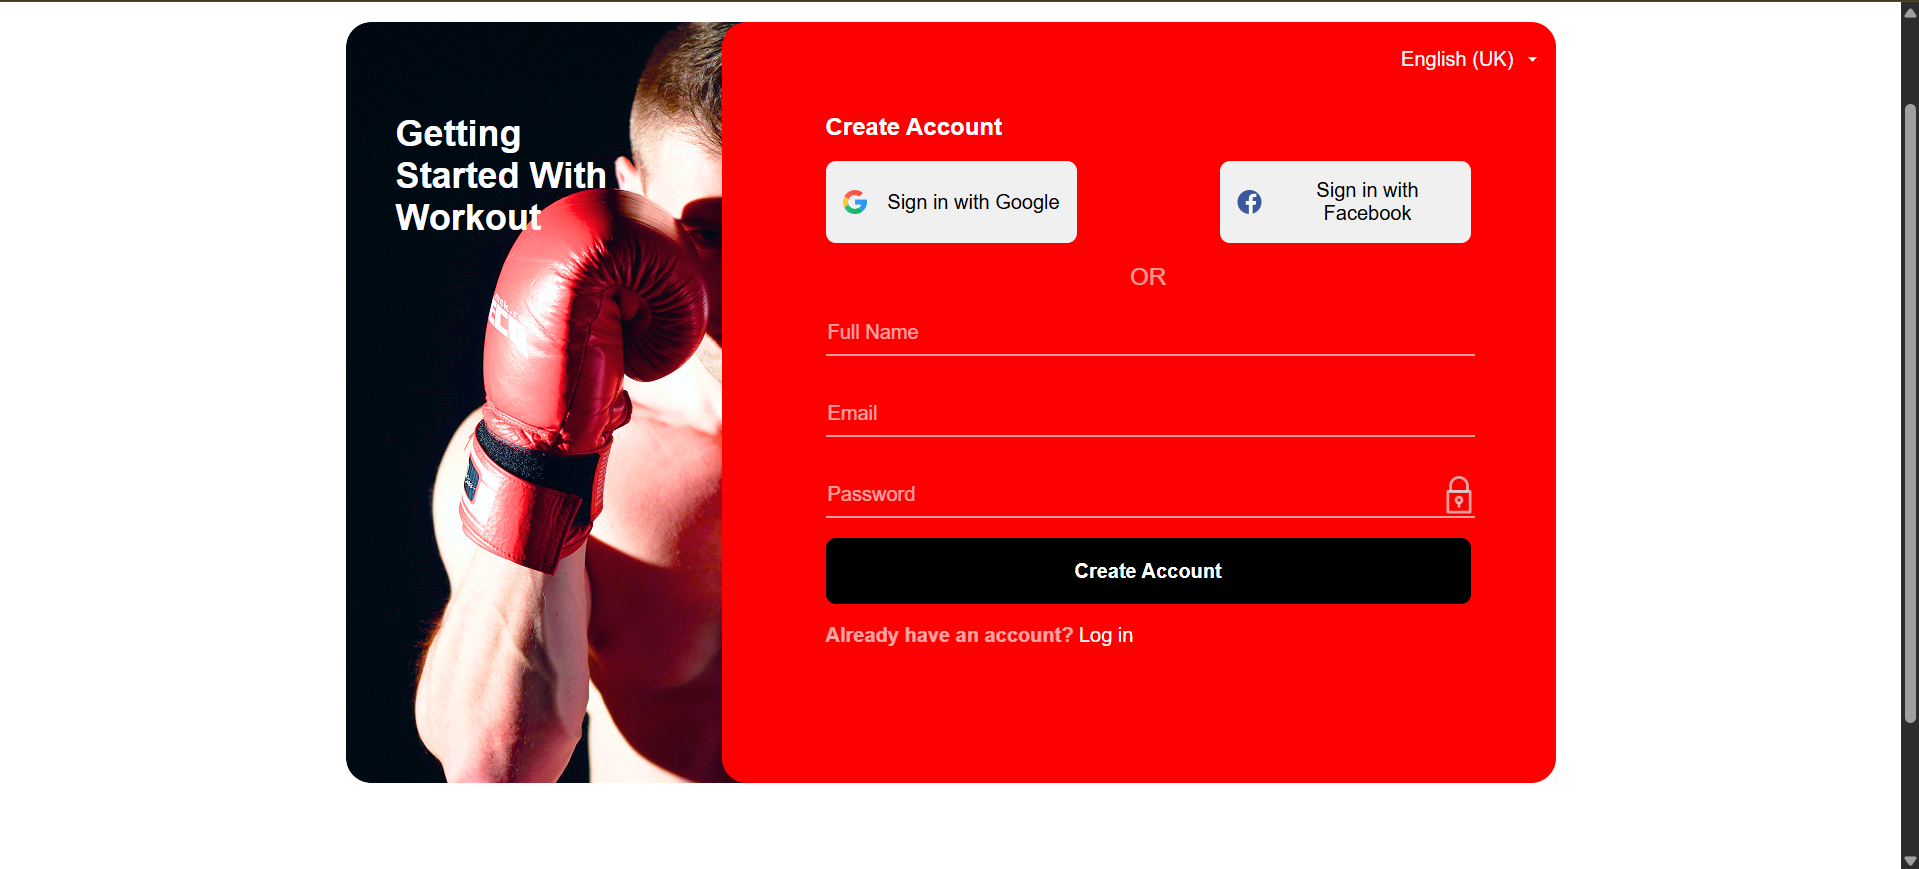 English (UK)
Getting
Started With
Workout
Create Account
Sign in with Google
Sign in with
Facebook
OR
Full Name
Email
Password
Create Account
Already have an account? Log in